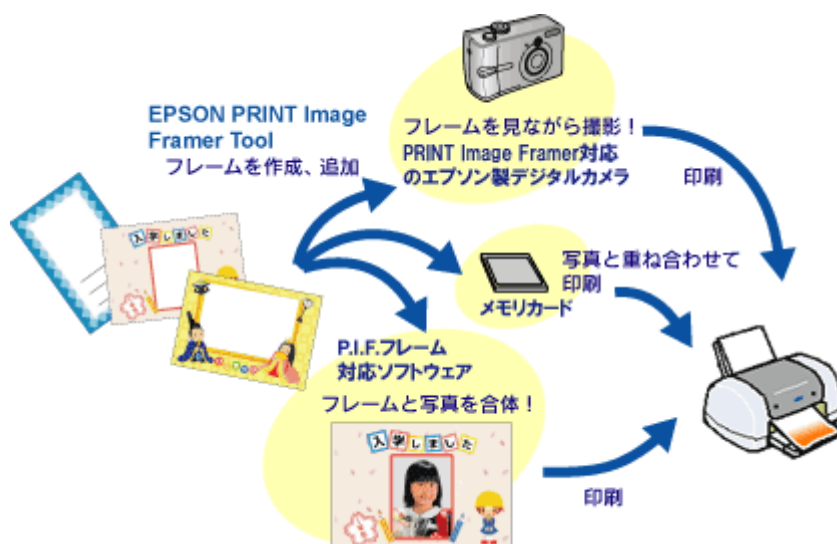 EPSON PRINT Image
Framer Tool
フレームを作成、追加
入学しました
フレームを見ながら撮影！
PRINT Image Framer対応
のエプソン製デジタルカメラ
印刷
写真と重ね合わせて
印刷
メモリカード
P.I.F.フレーム
対応ソフトウェア
フレームと写真を合体！
入学しました
印刷